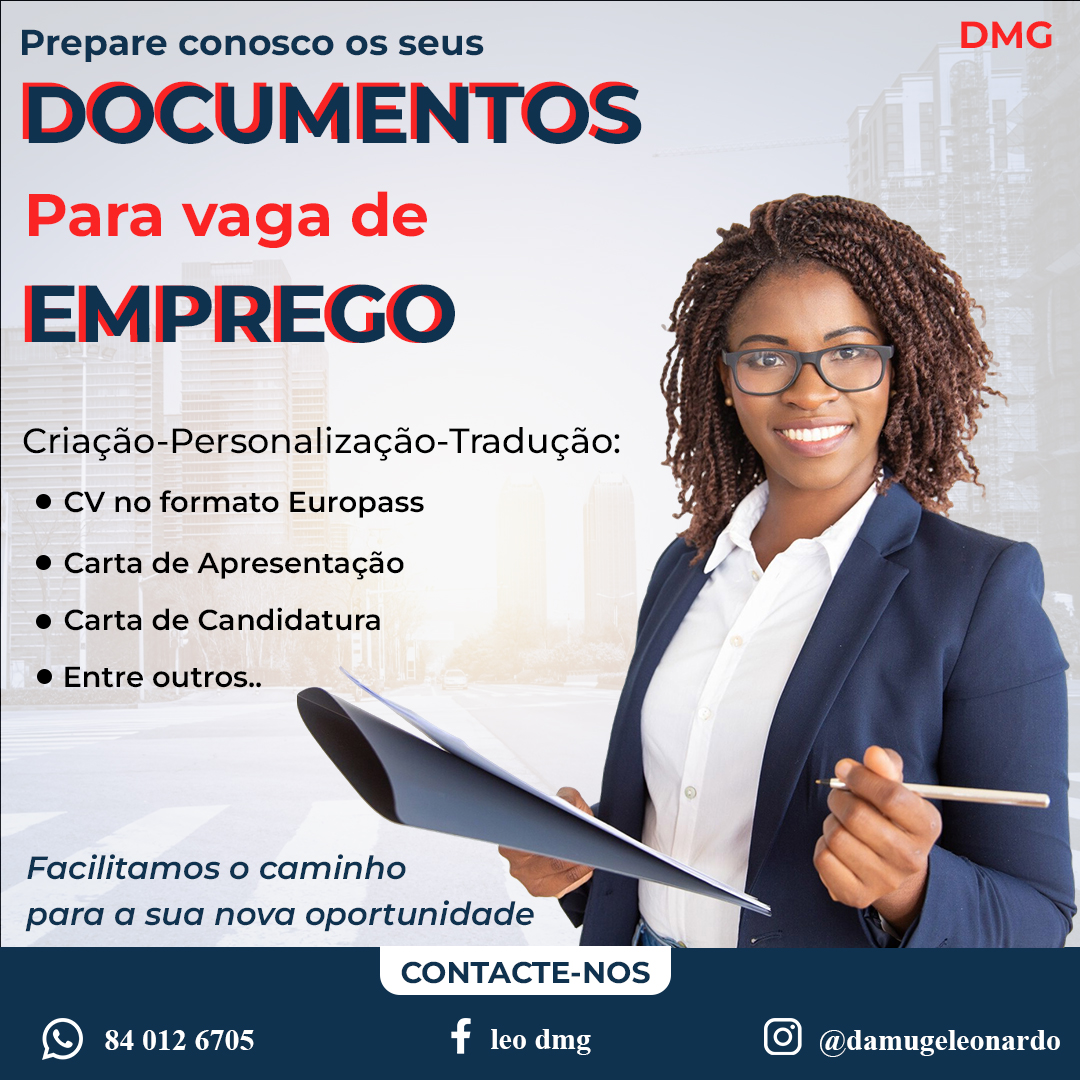 Prepare conosco os seus
DMG
DOCUMENTOS
Para vaga de
EMPREGO
Criação-Personalização-Tradução:
• CV no formato Europass
• Carta de Apresentação
• Carta de Candidatura
• Entre outros..
Facilitamos o caminho
para a sua nova oportunidade
CONTACTE-NOS
84 012 6705
leo dmg
@damugeleonardo